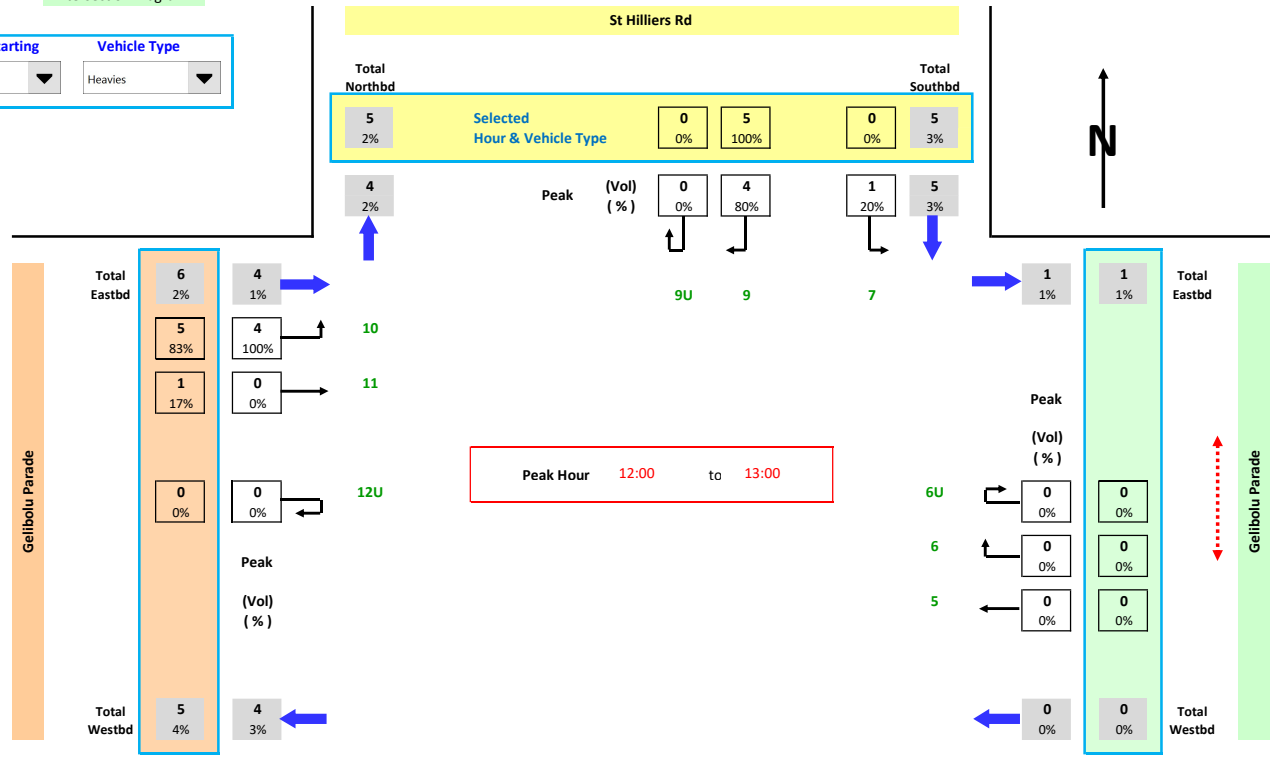 St Hilliers Rd
Vehicle Type
Heavies
Total
Northbd
Total
Southbd
5
2%
Selected
Hour & Vehicle Type
0
0%
5
100%
0
0%
5
3%
N
4
2%
Peak
(Vol)
( % )
0
0%
4
80%
1
20%
5
3%
Total
Eastbd
6
2%
4
1%
9U
9
7
1
1%
1
1%
Total
Eastbd
5
83%
4
100%
10
1
17%
0
0%
11
Peak
(Vol)
( % )
Gelibolu Parade
0
0%
0
0%
12U
Peak Hour 12:00 to 13:00
6U
0
0%
0
0%
Gelibolu Parade
6
0
0%
0
0%
Peak
(Vol)
( % )
5
0
0%
0
0%
Total
Westbd
5
4%
4
3%
0
0%
0
0%
Total
Westbd